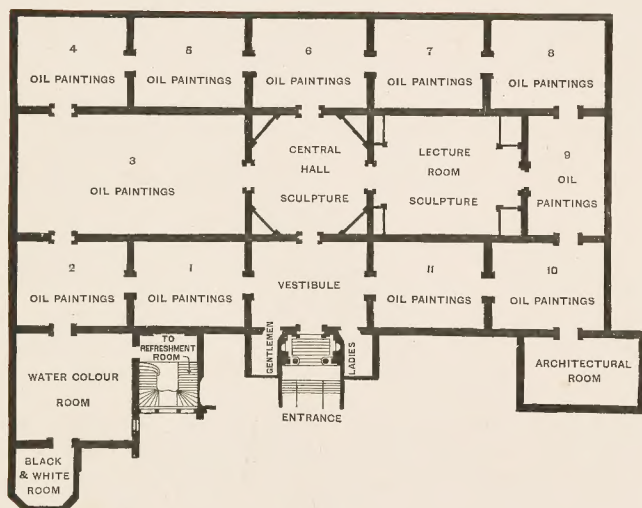 4
OIL PAINTINGS
5
OIL PAINTINGS
6
OIL PAINTINGS
7
OIL PAINTINGS
8
OIL PAINTINGS
3
OIL PAINTINGS
CENTRAL
HALL
SCULPTURE
LECTURE
ROOM
SCULPTURE
9
OIL
PAINTINGS
2
OIL PAINTINGS
1
OIL PAINTINGS
VESTIBULE
11
OIL PAINTINGS
10
OIL PAINTINGS
WATER COLOUR
ROOM
TO
REFRESHMENT
ROOM
GENTLEMEN
LADIES
ENTRANCE
ARCHITECTURAL
ROOM
BLACK
& WHITE
ROOM